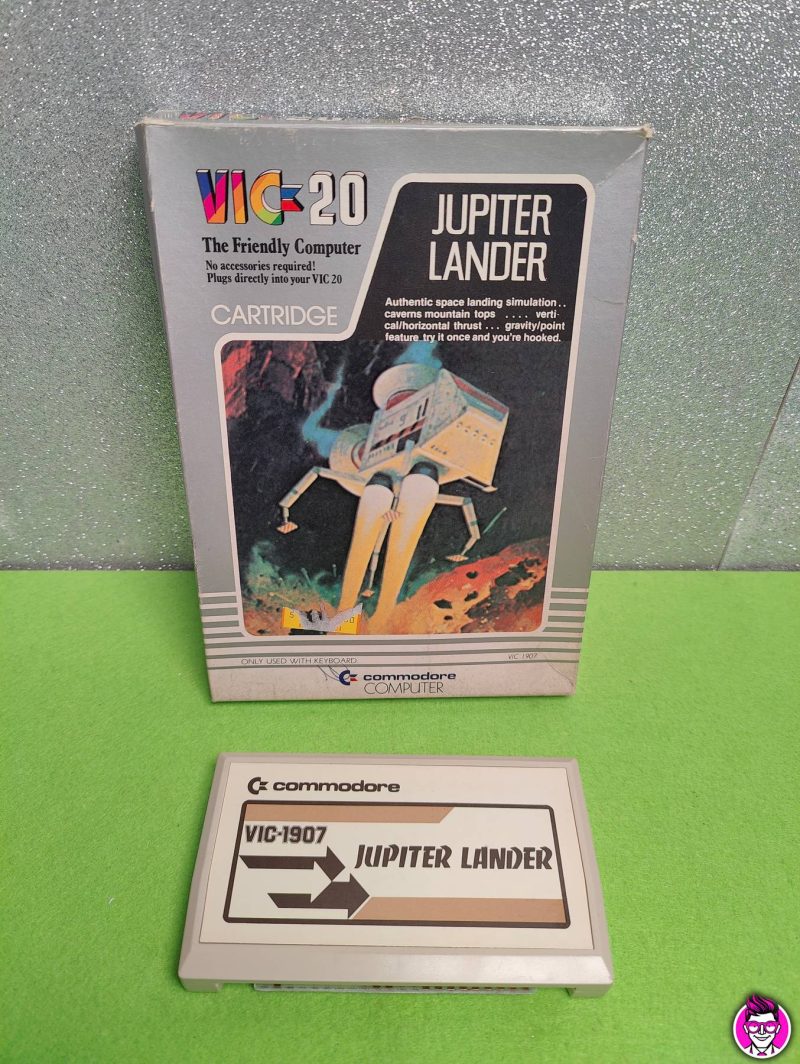 VIC 20
The Friendly Computer
No accessories required!
Plugs directly into your VIC 20
CARTRIDGE
JUPITER
LANDER
Authentic space landing simulation . .
caverns mountain tops . . . . verti-
cal/horizontal thrust . . . gravity/point
feature try it once and you're hooked.
ONLY USED WITH KEYBOARD
VIC 1907
commodore
COMPUTER
commodore
VIC-1907
JUPITER LANDER